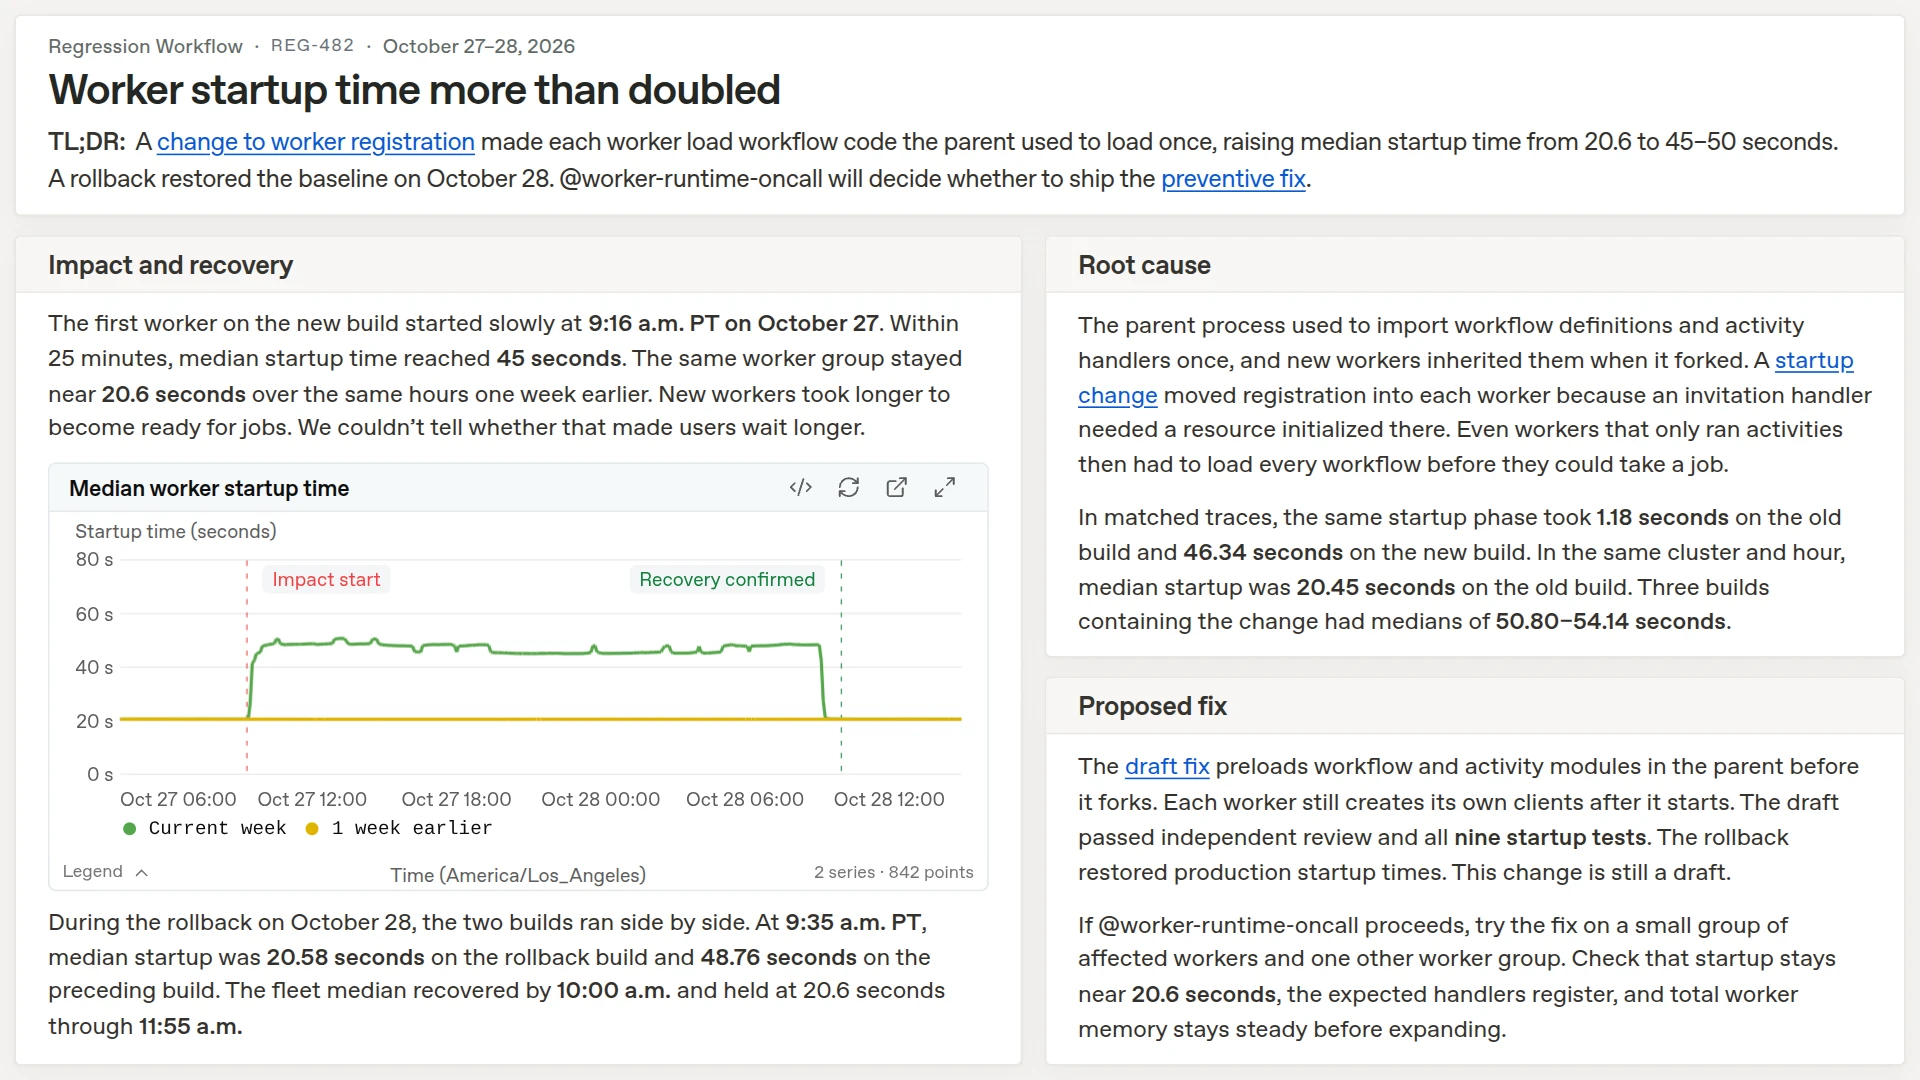 Regression Workflow · REG-482 · October 27–28, 2026
Worker startup time more than doubled
TL;DR: A change to worker registration made each worker load workflow code the parent used to load once, raising median startup time from 20.6 to 45–50 seconds.
A rollback restored the baseline on October 28. @worker-runtime-oncall will decide whether to ship the preventive fix.
Impact and recovery
The first worker on the new build started slowly at 9:16 a.m. PT on October 27. Within
25 minutes, median startup time reached 45 seconds. The same worker group stayed
near 20.6 seconds over the same hours one week earlier. New workers took longer to
become ready for jobs. We couldn’t tell whether that made users wait longer.
Median worker startup time
Startup time (seconds)
80 s
Impact start
Recovery confirmed
60 s
40 s
20 s
0 s
Oct 27 06:00 Oct 27 12:00 Oct 27 18:00 Oct 28 00:00 Oct 28 06:00 Oct 28 12:00
Current week 1 week earlier
Legend
Time (America/Los_Angeles)
2 series · 842 points
During the rollback on October 28, the two builds ran side by side. At 9:35 a.m. PT,
median startup was 20.58 seconds on the rollback build and 48.76 seconds on the
preceding build. The fleet median recovered by 10:00 a.m. and held at 20.6 seconds
through 11:55 a.m.
Root cause
The parent process used to import workflow definitions and activity
handlers once, and new workers inherited them when it forked. A startup
change moved registration into each worker because an invitation handler
needed a resource initialized there. Even workers that only ran activities
then had to load every workflow before they could take a job.
In matched traces, the same startup phase took 1.18 seconds on the old
build and 46.34 seconds on the new build. In the same cluster and hour,
median startup was 20.45 seconds on the old build. Three builds
containing the change had medians of 50.80–54.14 seconds.
Proposed fix
The draft fix preloads workflow and activity modules in the parent before
it forks. Each worker still creates its own clients after it starts. The draft
passed independent review and all nine startup tests. The rollback
restored production startup times. This change is still a draft.
If @worker-runtime-oncall proceeds, try the fix on a small group of
affected workers and one other worker group. Check that startup stays
near 20.6 seconds, the expected handlers register, and total worker
memory stays steady before expanding.